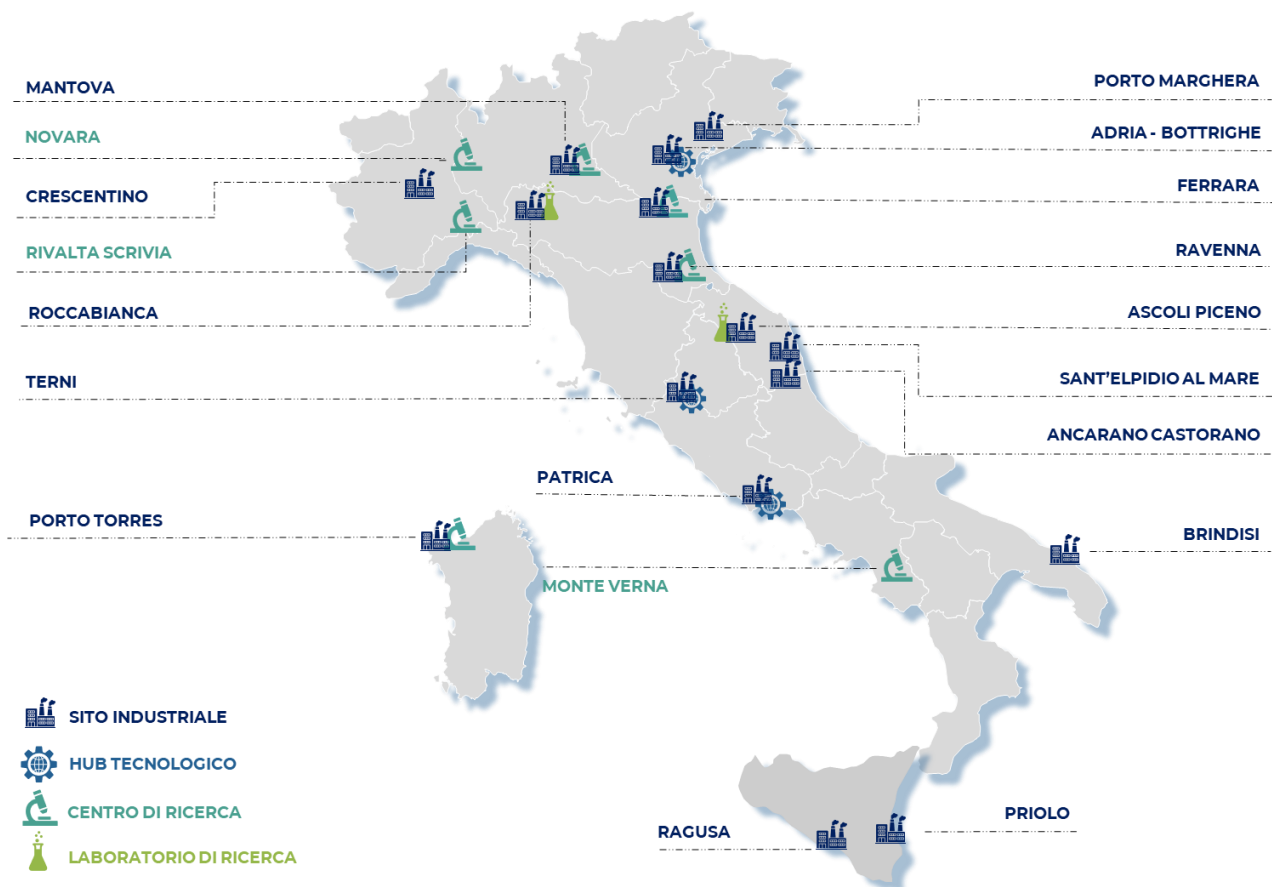 MANTOVA
NOVARA
CRESCENTINO
RIVALTA SCRIVIA
ROCCABIANCA
TERNI
PORTO TORRES
PATRICA
MONTE VERNA
PORTO MARGHERA
ADRIA - BOTTRIGHE
FERRARA
RAVENNA
ASCOLI PICENO
SANT'ELPIDIO AL MARE
ANCARANO CASTORANO
BRINDISI
PRIOLO
RAGUSA
SITO INDUSTRIALE
HUB TECNOLOGICO
CENTRO DI RICERCA
LABORATORIO DI RICERCA